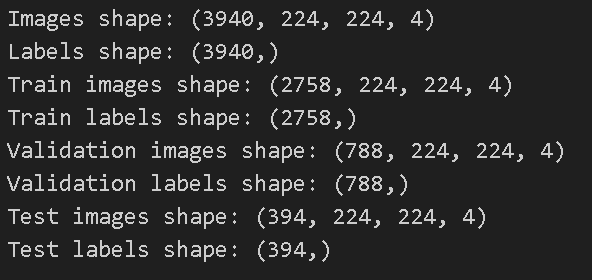 Images shape: (3940, 224, 224, 4)
Labels shape: (3940,)
Train images shape: (2758, 224, 224, 4)
Train labels shape: (2758,)
Validation images shape: (788, 224, 224, 4)
Validation labels shape: (788,)
Test images shape: (394, 224, 224, 4)
Test labels shape: (394,)